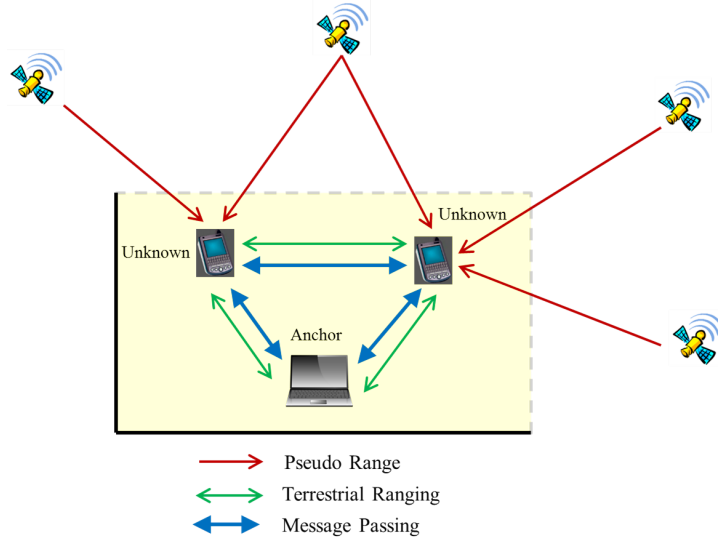 Unknown
Unknown
Anchor
Pseudo Range
Terrestrial Ranging
Message Passing